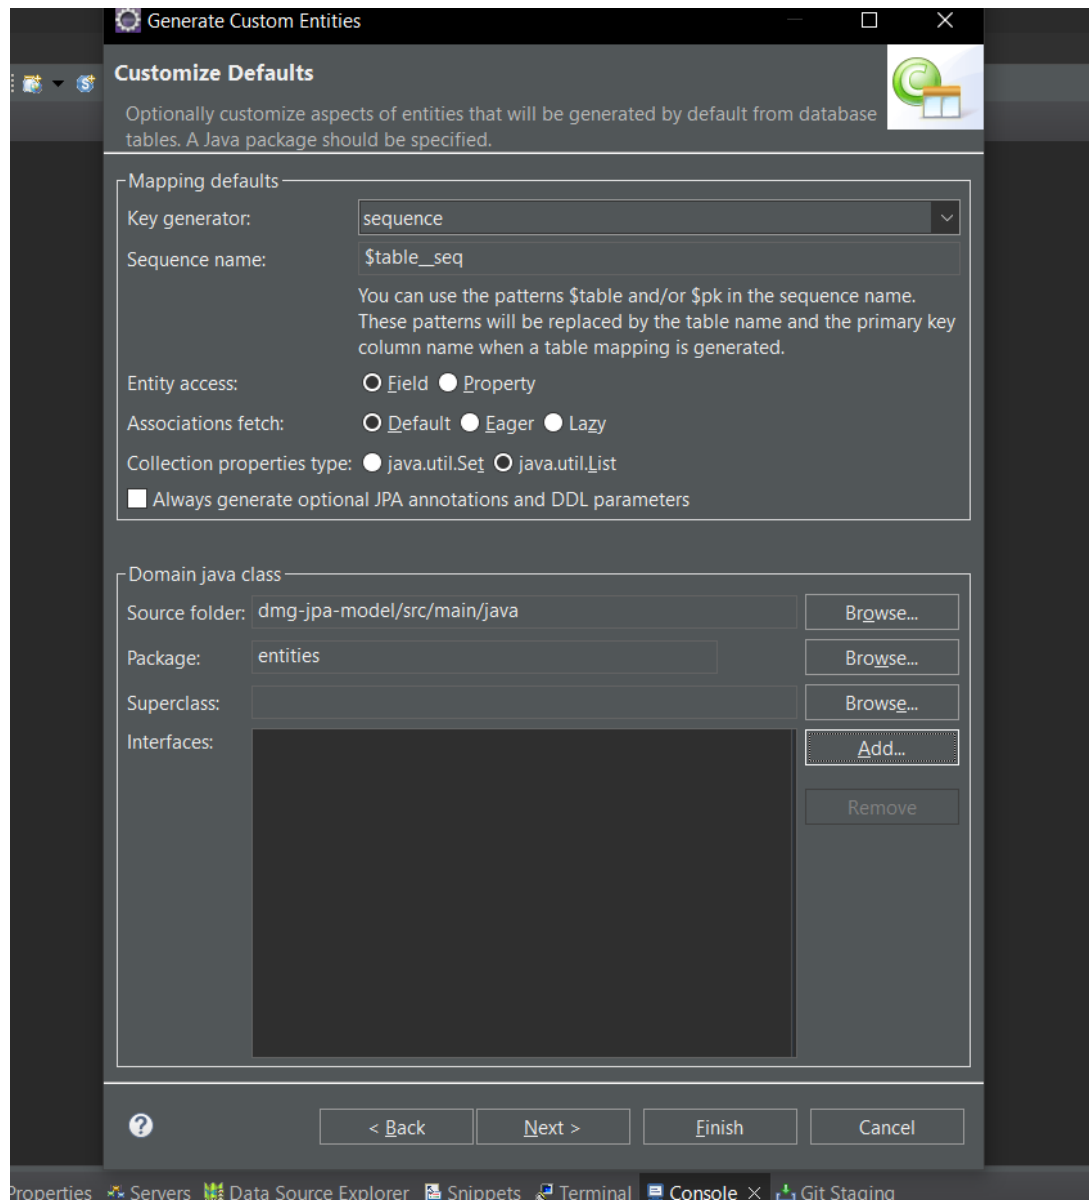 Generate Custom Entities
Customize Defaults
Optionally customize aspects of entities that will be generated by default from database
tables. A Java package should be specified.
Mapping defaults
Key generator: sequence
Sequence name: $table__seq
You can use the patterns $table and/or $pk in the sequence name.
These patterns will be replaced by the table name and the primary key
column name when a table mapping is generated.
Entity access: Field Property
Associations fetch: Default Eager Lazy
Collection properties type: java.util.Set java.util.List
Always generate optional JPA annotations and DDL parameters
Domain java class
Source folder: dmg-jpa-model/src/main/java Browse...
Package: entities Browse...
Superclass: Browse...
Interfaces: Add...
Remove
< Back Next > Finish Cancel
Properties Servers Data Source Explorer Snippets Terminal Console Git Staging